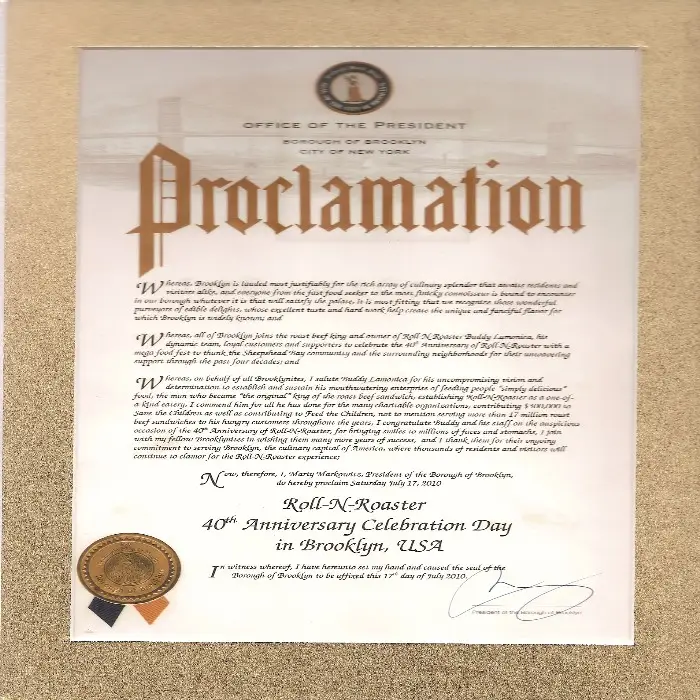 OFFICE OF THE PRESIDENT
BOROUGH OF BROOKLYN
CITY OF NEW YORK
Proclamation
Whereas, Brooklyn is lauded most justifiably for the rich array of culinary splendor that awaits residents and
visitors alike, and everyone from the fast food seeker to the most finicky connoisseur is bound to encounter
in our borough whatever it is that will satisfy the palate, it is most fitting that we recognize those wonderful
purveyors of edible delights, whose excellent taste and hard work help create the unique and fanciful flavor for
which Brooklyn is widely known; and
Whereas, all of Brooklyn joins the roast beef king and owner of Roll N Roaster Buddy Lamonica, his
dynamic team, loyal customers and supporters to celebrate the 40th Anniversary of Roll-N-Roaster with a
mega food fest to thank the Sheepshead Bay community and the surrounding neighborhoods for their unwavering
support through the past four decades; and
Whereas, on behalf of all Brooklynites, I salute Buddy Lamonica for his uncompromising vision and
determination to establish and sustain his mouthwatering enterprise of feeding people "simply delicious"
food, the man who became "the original" king of the roast beef sandwich, establishing Roll-N-Roaster as a one-of-
a kind eatery, I commend him for all he has done for the many charitable organizations, contributing to
Save the Children as well as contributing to Feed the Children, not to mention serving more than 17 million roast
beef sandwiches to his hungry customers throughout the years, I congratulate Buddy and his staff on the auspicious
occasion of the 40th Anniversary of Roll-N-Roaster, for bringing smiles to millions of faces and stomachs, I join
with my fellow Brooklynites in wishing them many more years of success, and I thank them for their ongoing
commitment to serving Brooklyn, the culinary capital of America, where thousands of residents and visitors will
continue to clamor for the Roll N Roaster experience;
Now, therefore, I, Marty Markowitz, President of the Borough of Brooklyn,
do hereby proclaim Saturday July 17, 2010
Roll-N-Roaster
40th Anniversary Celebration Day
in Brooklyn, USA
In witness whereof, I have hereunto set my hand and caused the seal of the
Borough of Brooklyn to be affixed this 17th day of July 2010.
President of the Borough of Brooklyn